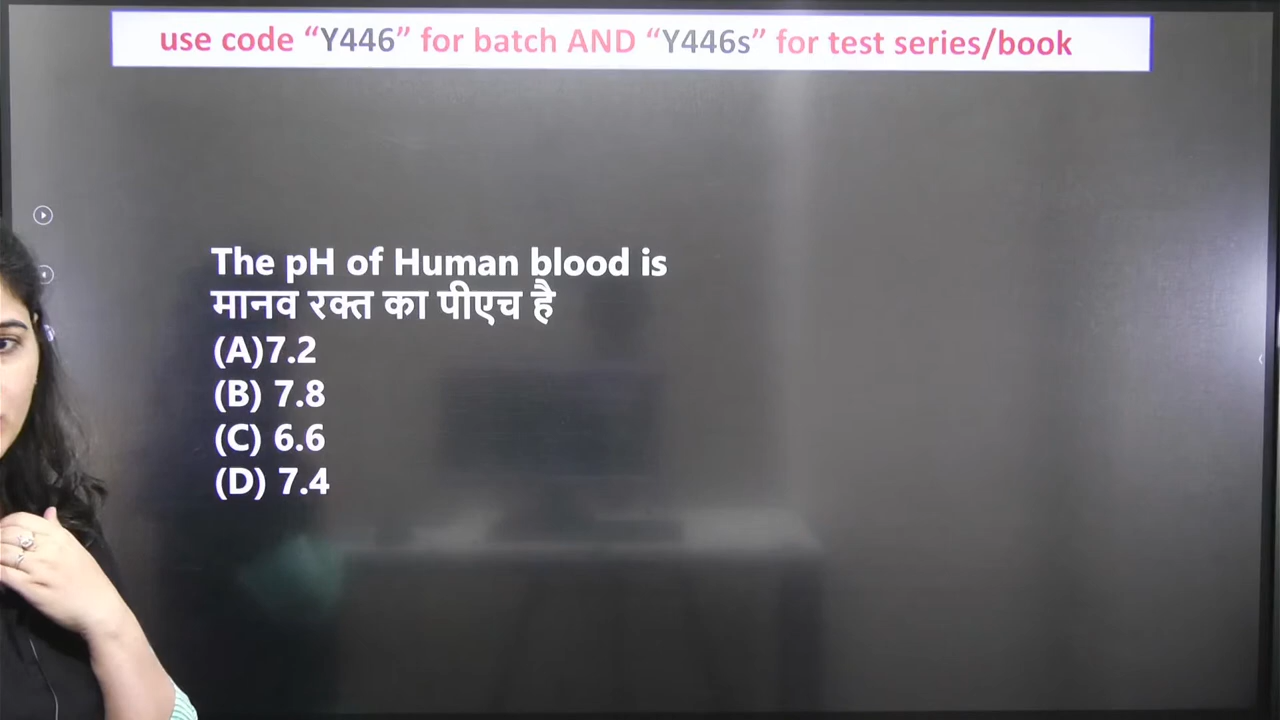 use code “Y446” for batch AND “Y446s” for test series/book
The pH of Human blood is
मानव रक्त का पीएच है
(A)7.2
(B) 7.8
(C) 6.6
(D) 7.4